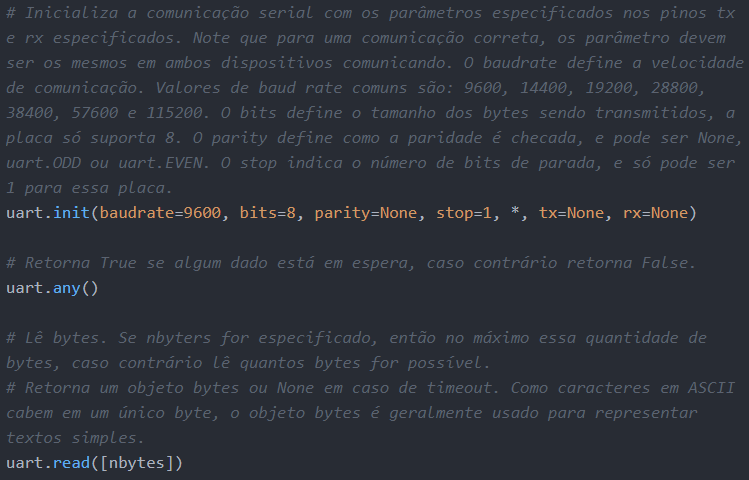 # Inicializa a comunicação serial com os parâmetros especificados nos pinos tx
e rx especificados. Note que para uma comunicação correta, os parâmetro devem
ser os mesmos em ambos dispositivos comunicando. O baudrate define a velocidade
de comunicação. Valores de baud rate comuns são: 9600, 14400, 19200, 28800,
38400, 57600 e 115200. O bits define o tamanho dos bytes sendo transmitidos, a
placa só suporta 8. O parity define como a paridade é checada, e pode ser None,
uart.ODD ou uart.EVEN. O stop indica o número de bits de parada, e só pode ser
1 para essa placa.
uart.init(baudrate=9600, bits=8, parity=None, stop=1, *, tx=None, rx=None)
# Retorna True se algum dado está em espera, caso contrário retorna False.
uart.any()
# Lê bytes. Se nbyters for especificado, então no máximo essa quantidade de
bytes, caso contrário lê quantos bytes for possível.
# Retorna um objeto bytes ou None em caso de timeout. Como caracteres em ASCII
cabem em um único byte, o objeto bytes é geralmente usado para representar
textos simples.
uart.read([nbytes])